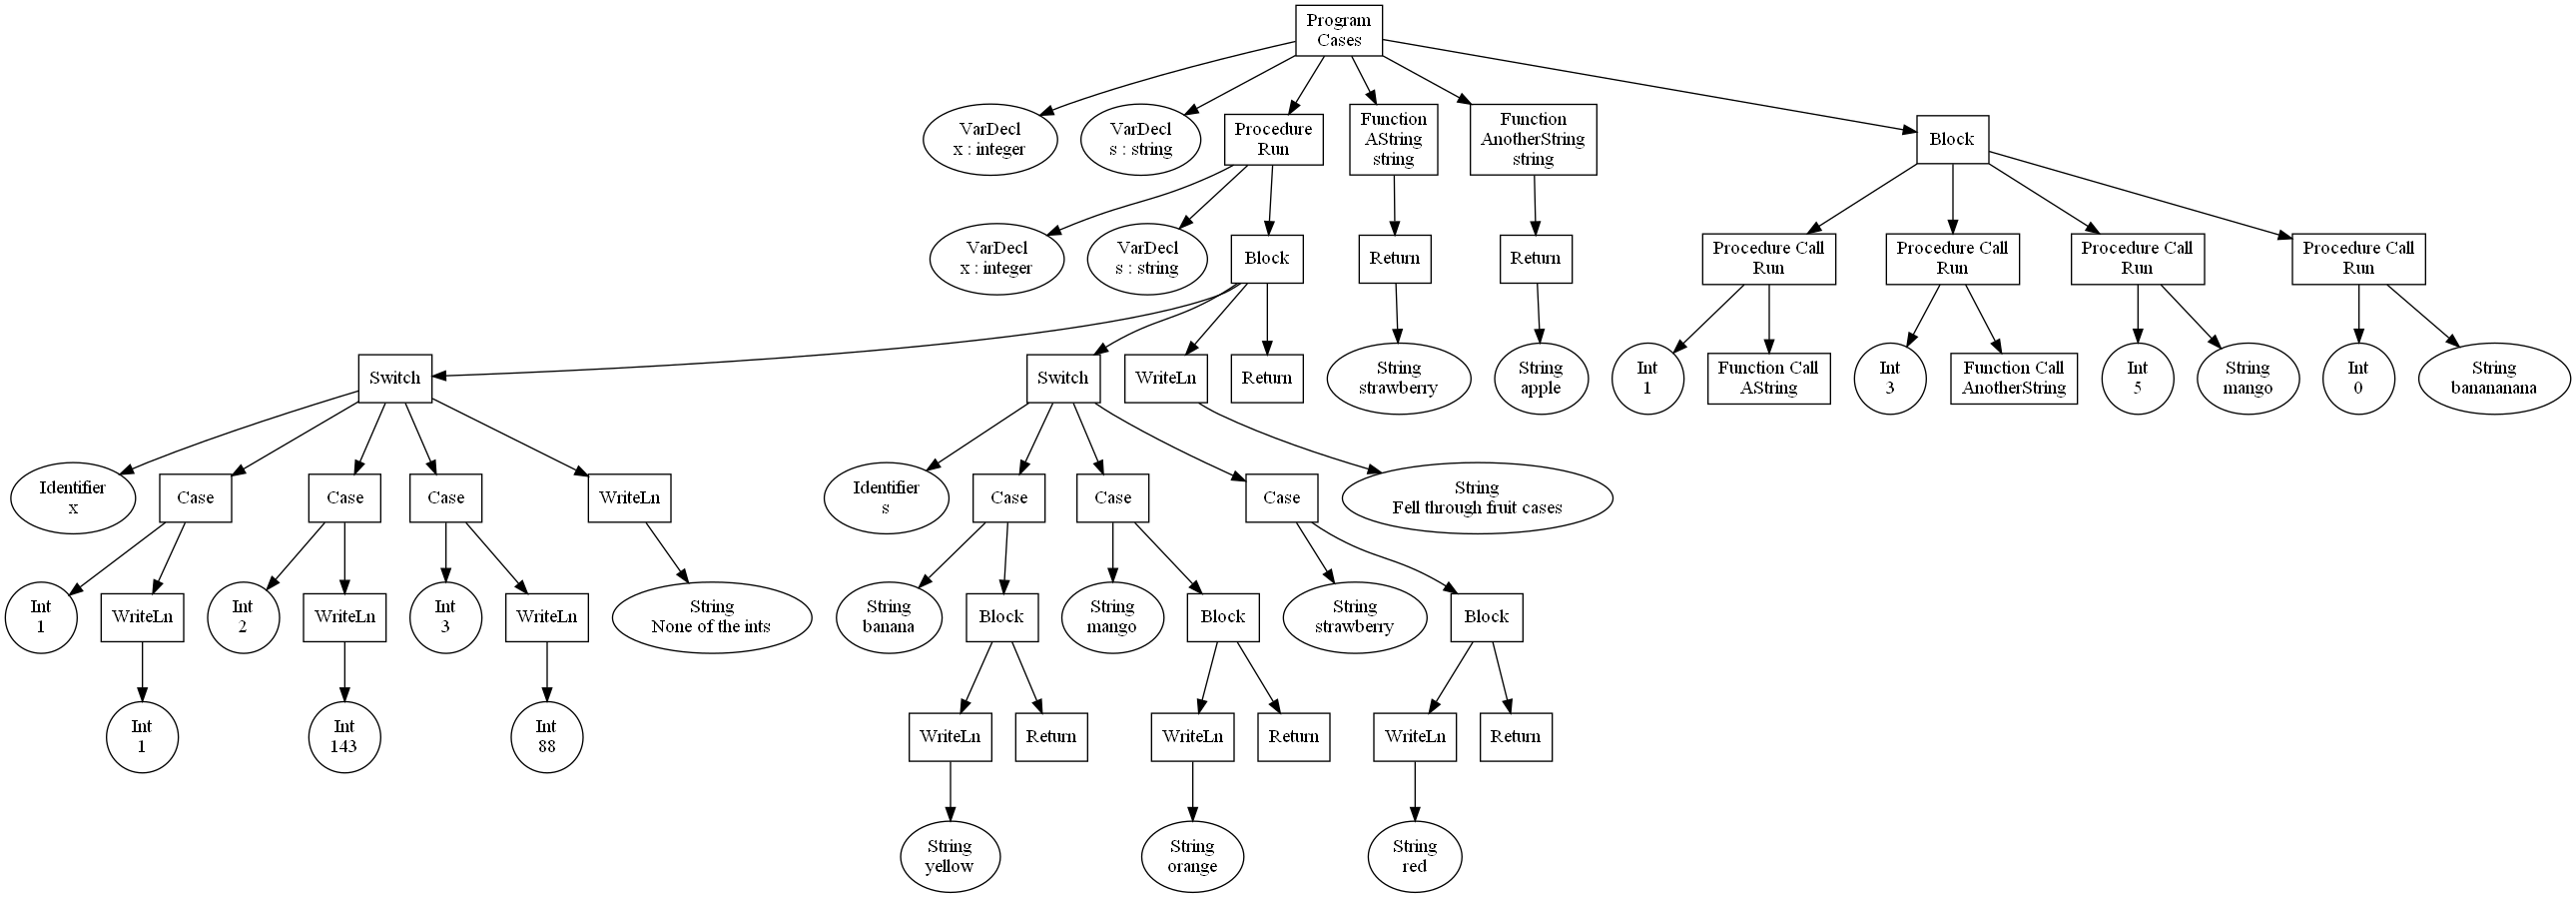 Program
Cases
VarDecl
x : integer
VarDecl
s : string
Procedure
Run
Function
AString
string
Function
AnotherString
string
Block
VarDecl
x : integer
VarDecl
s : string
Block
Return
Return
Procedure Call
Run
Procedure Call
Run
Procedure Call
Run
Procedure Call
Run
Switch
Switch
WriteLn
Return
String
strawberry
String
apple
Int
1
Function Call
AString
Int
3
Function Call
AnotherString
Int
5
String
mango
Int
0
String
banananana
Identifier
x
Case
Case
Case
WriteLn
Identifier
s
Case
Case
Case
String
Fell through fruit cases
Int
1
WriteLn
Int
2
WriteLn
Int
3
WriteLn
String
None of the ints
String
banana
Block
String
mango
Block
String
strawberry
Block
Int
1
Int
143
Int
88
WriteLn
Return
WriteLn
Return
WriteLn
Return
String
yellow
String
orange
String
red